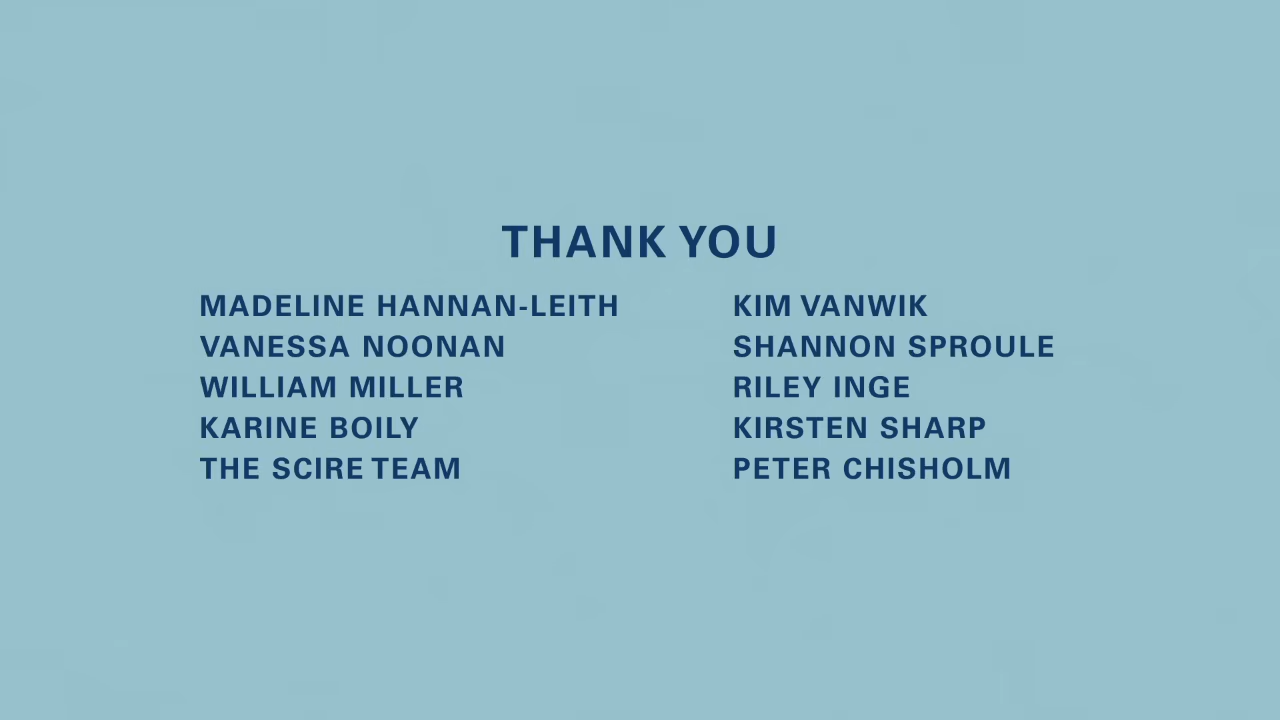 THANK YOU
MADELINE HANNAN-LEITH
VANESSA NOONAN
WILLIAM MILLER
KARINE BOILY
THE SCIRE TEAM
KIM VANWIK
SHANNON SPROULE
RILEY INGE
KIRSTEN SHARP
PETER CHISHOLM